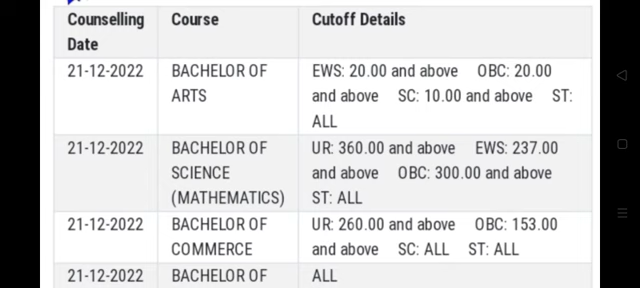 Counselling Date Course Cutoff Details
21-12-2022 BACHELOR OF ARTS EWS: 20.00 and above OBC: 20.00 and above SC: 10.00 and above ST: ALL
21-12-2022 BACHELOR OF SCIENCE (MATHEMATICS) UR: 360.00 and above EWS: 237.00 and above OBC: 300.00 and above ST: ALL
21-12-2022 BACHELOR OF COMMERCE UR: 260.00 and above OBC: 153.00 and above SC: ALL ST: ALL
21-12-2022 BACHELOR OF ALL